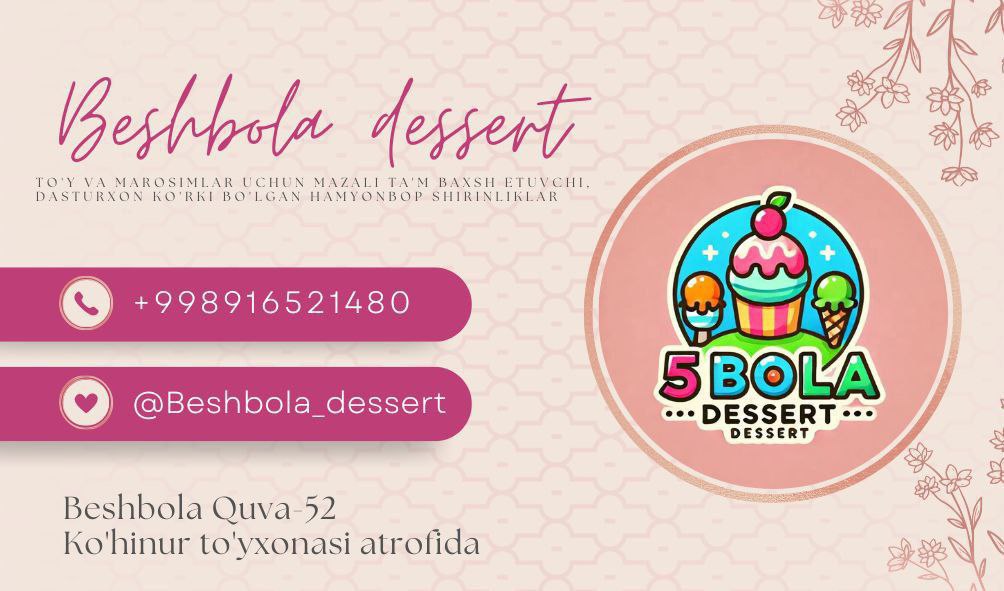 Beshbola dessert
TO'Y VA MAROSIMLAR UCHUN MAZALI TA'M BAXSH ETUVCHI,
DASTURXON KO'RKI BO'LGAN HAMYONBOP SHIRINLIKLAR
+998916521480
@Beshbola_dessert
Beshbola Quva-52
Ko'hinur to'yxonasi atrofida
5 BOLA
DESSERT
DESSERT